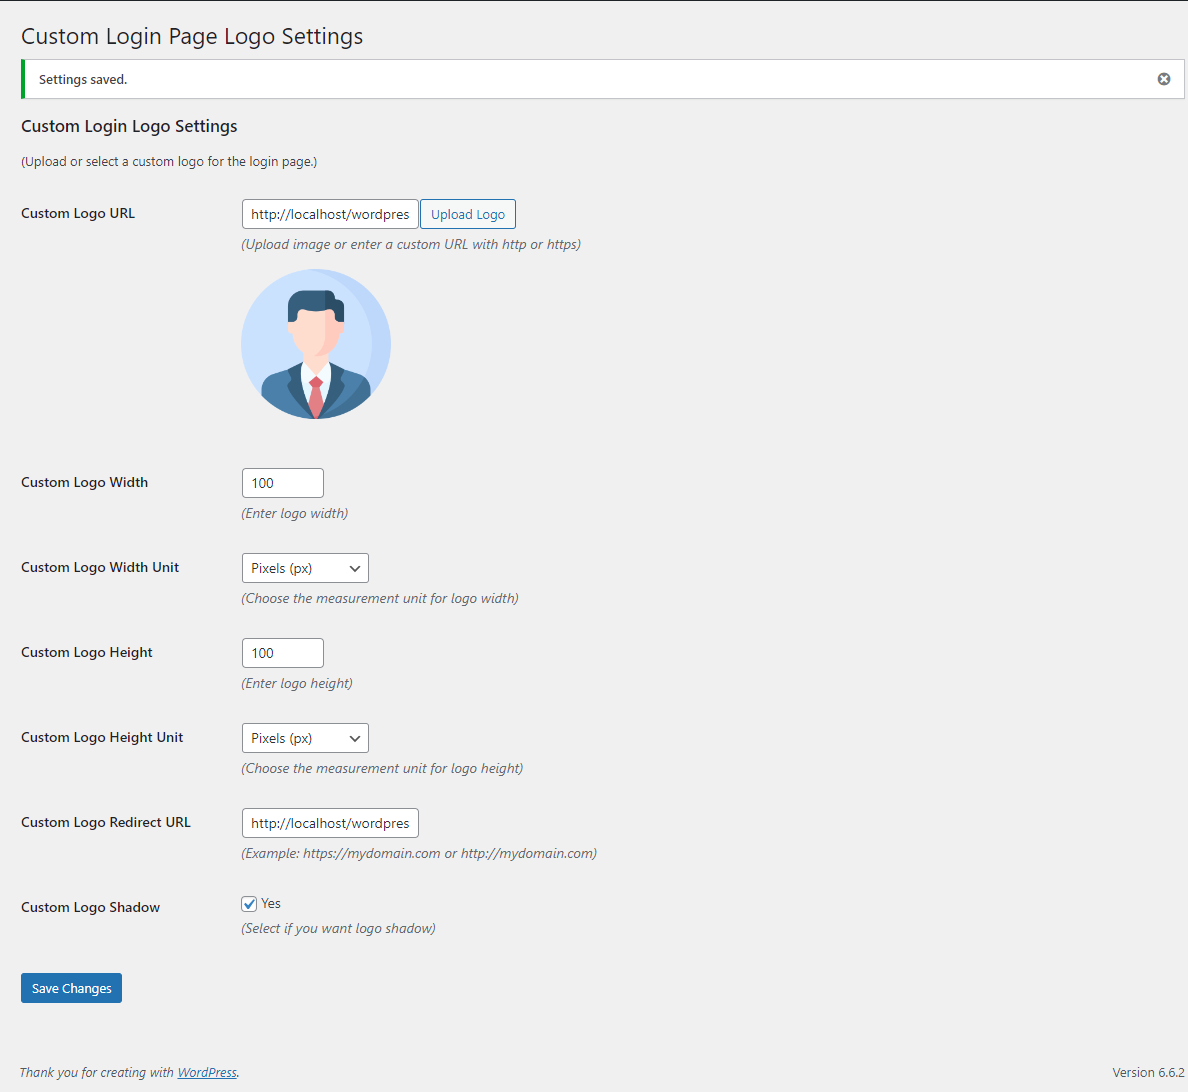 Custom Login Page Logo Settings
Settings saved.
Custom Login Logo Settings
(Upload or select a custom logo for the login page.)
Custom Logo URL
http://localhost/wordpres
Upload Logo
(Upload image or enter a custom URL with http or https)
Custom Logo Width
100
(Enter logo width)
Custom Logo Width Unit
Pixels (px)
(Choose the measurement unit for logo width)
Custom Logo Height
100
(Enter logo height)
Custom Logo Height Unit
Pixels (px)
(Choose the measurement unit for logo height)
Custom Logo Redirect URL
http://localhost/wordpres
(Example: https://mydomain.com or http://mydomain.com)
Custom Logo Shadow
Yes
(Select if you want logo shadow)
Save Changes
Thank you for creating with WordPress.
Version 6.6.2